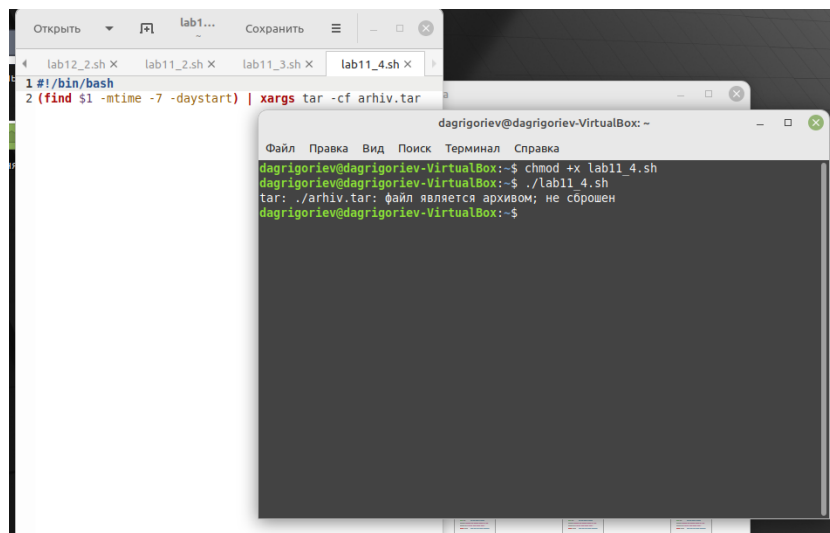 Открыть
lab1...
~
Сохранить
lab12_2.sh
lab11_2.sh
lab11_3.sh
lab11_4.sh
1 #!/bin/bash
2 (find $1 -mtime -7 -daystart) | xargs tar -cf arhiv.tar
dagrigoriev@dagrigoriev-VirtualBox: ~
Файл Правка Вид Поиск Терминал Справка
dagrigoriev@dagrigoriev-VirtualBox:~$ chmod +x lab11_4.sh
dagrigoriev@dagrigoriev-VirtualBox:~$ ./lab11_4.sh
tar: ./arhiv.tar: файл является архивом; не сброшен
dagrigoriev@dagrigoriev-VirtualBox:~$